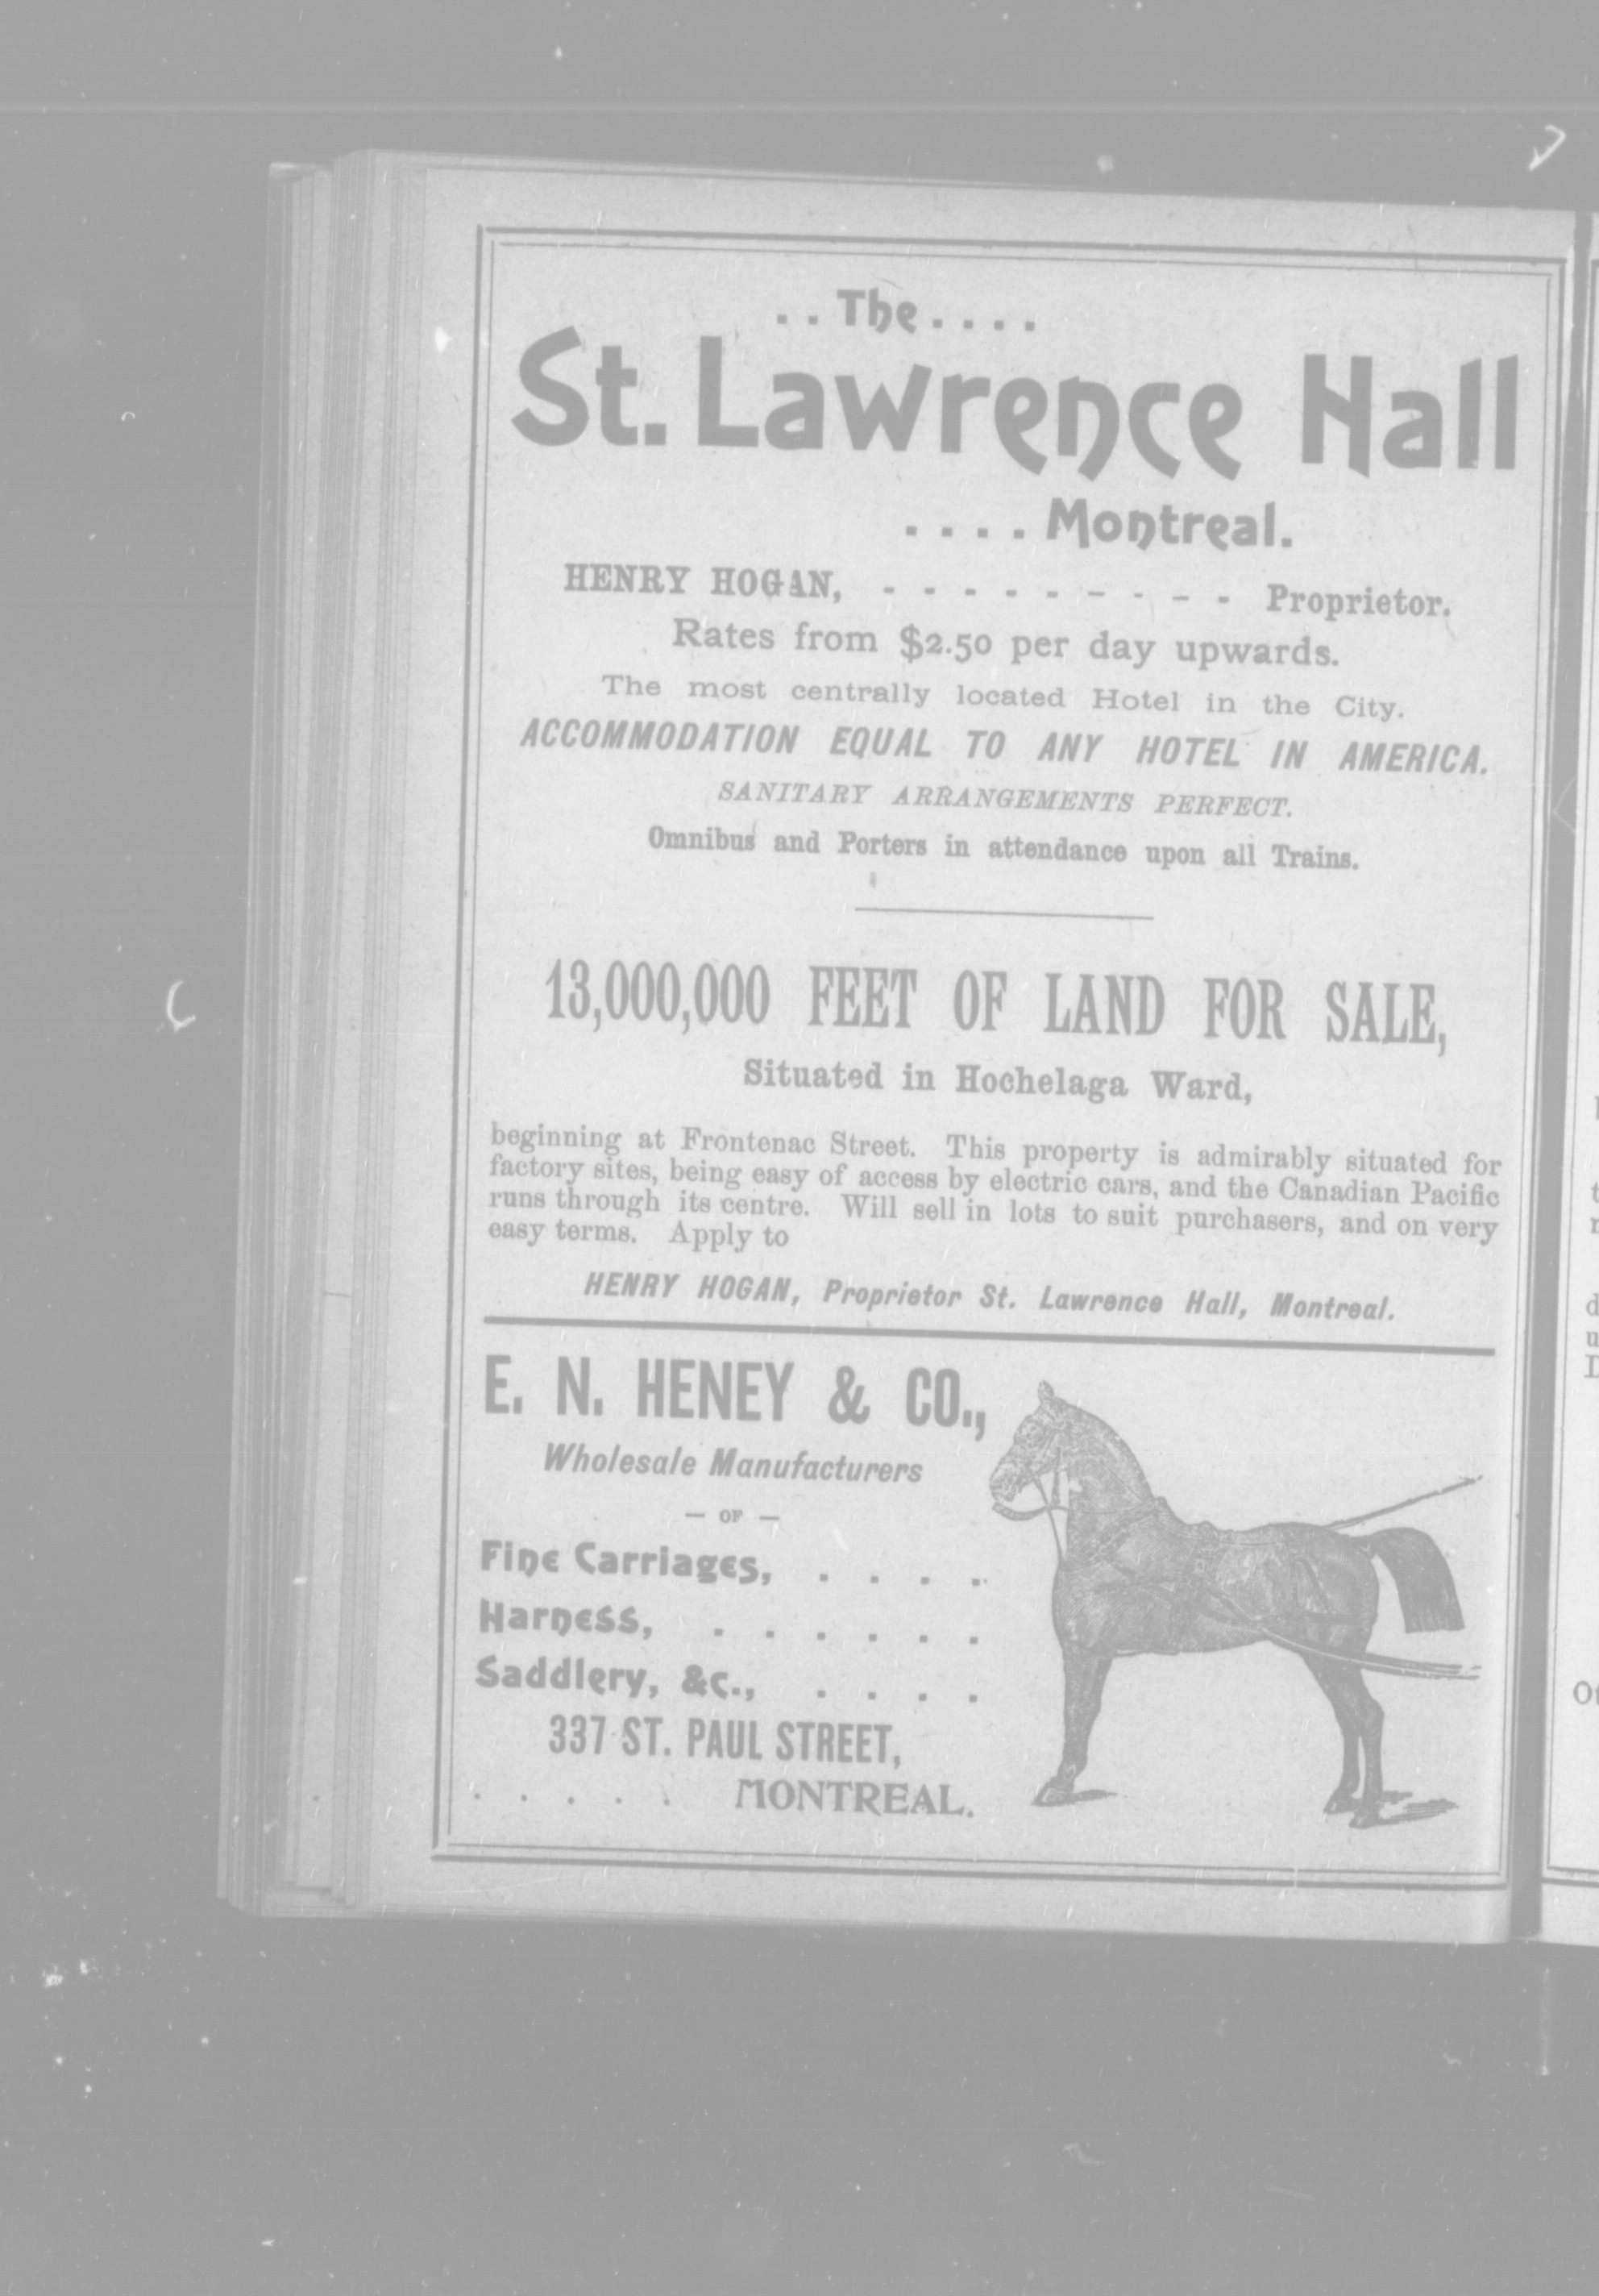 ..The....
St. Lawrence Hall
....Montreal.
HENRY HOGAN, - - - - - - - - - Proprietor.
Rates from $2.50 per day upwards.
The most centrally located Hotel in the City.
ACCOMMODATION EQUAL TO ANY HOTEL IN AMERICA.
SANITARY ARRANGEMENTS PERFECT.
Omnibus and Porters in attendance upon all Trains.
13,000,000 FEET OF LAND FOR SALE,
Situated in Hochelaga Ward,
beginning at Frontenac Street. This property is admirably situated for
factory sites, being easy of access by electric cars, and the Canadian Pacific
runs through its centre. Will sell in lots to suit purchasers, and on very
easy terms. Apply to
HENRY HOGAN, Proprietor St. Lawrence Hall, Montreal.
E. N. HENEY & CO.,
Wholesale Manufacturers
— OF —
Fine Carriages, . . . .
Harness, . . . . . .
Saddlery, &c., . . . .
337 ST. PAUL STREET,
. . . . . MONTREAL.